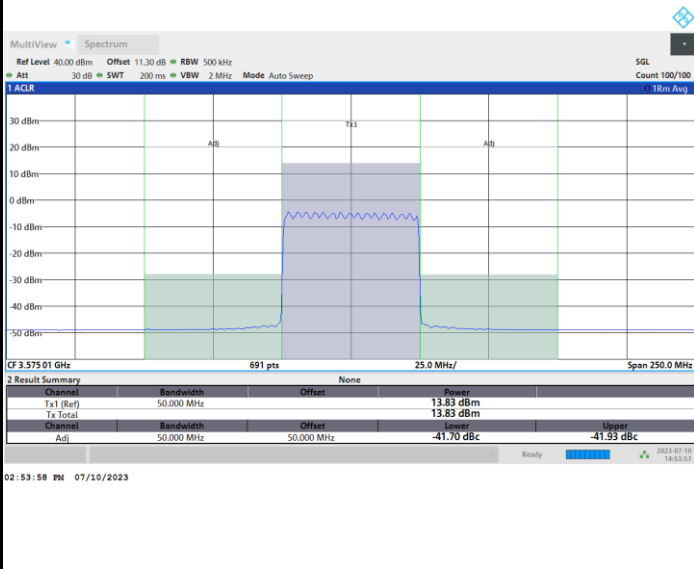 MultiView Spectrum
Ref Level 40.00 dBm Offset 11.30 dB RBW 500 kHz SGL
Att 30 dB SWT 200 ms VBW 2 MHz Mode Auto Sweep Count 100/100
1 ACLR 1Rm Avg
30 dBm
Tx1
20 dBm
Adj Adj
10 dBm
0 dBm
-10 dBm
-20 dBm
-30 dBm
-40 dBm
-50 dBm
CF 3.575 01 GHz 691 pts 25.0 MHz/ Span 250.0 MHz
2 Result Summary None
Channel Bandwidth Offset Power
Tx1 (Ref) 50.000 MHz 13.83 dBm
Tx Total 13.83 dBm
Channel Bandwidth Offset Lower Upper
Adj 50.000 MHz 50.000 MHz -41.70 dBc -41.93 dBc
Ready 2023-07-10
14:53:57
02:53:58 PM 07/10/2023